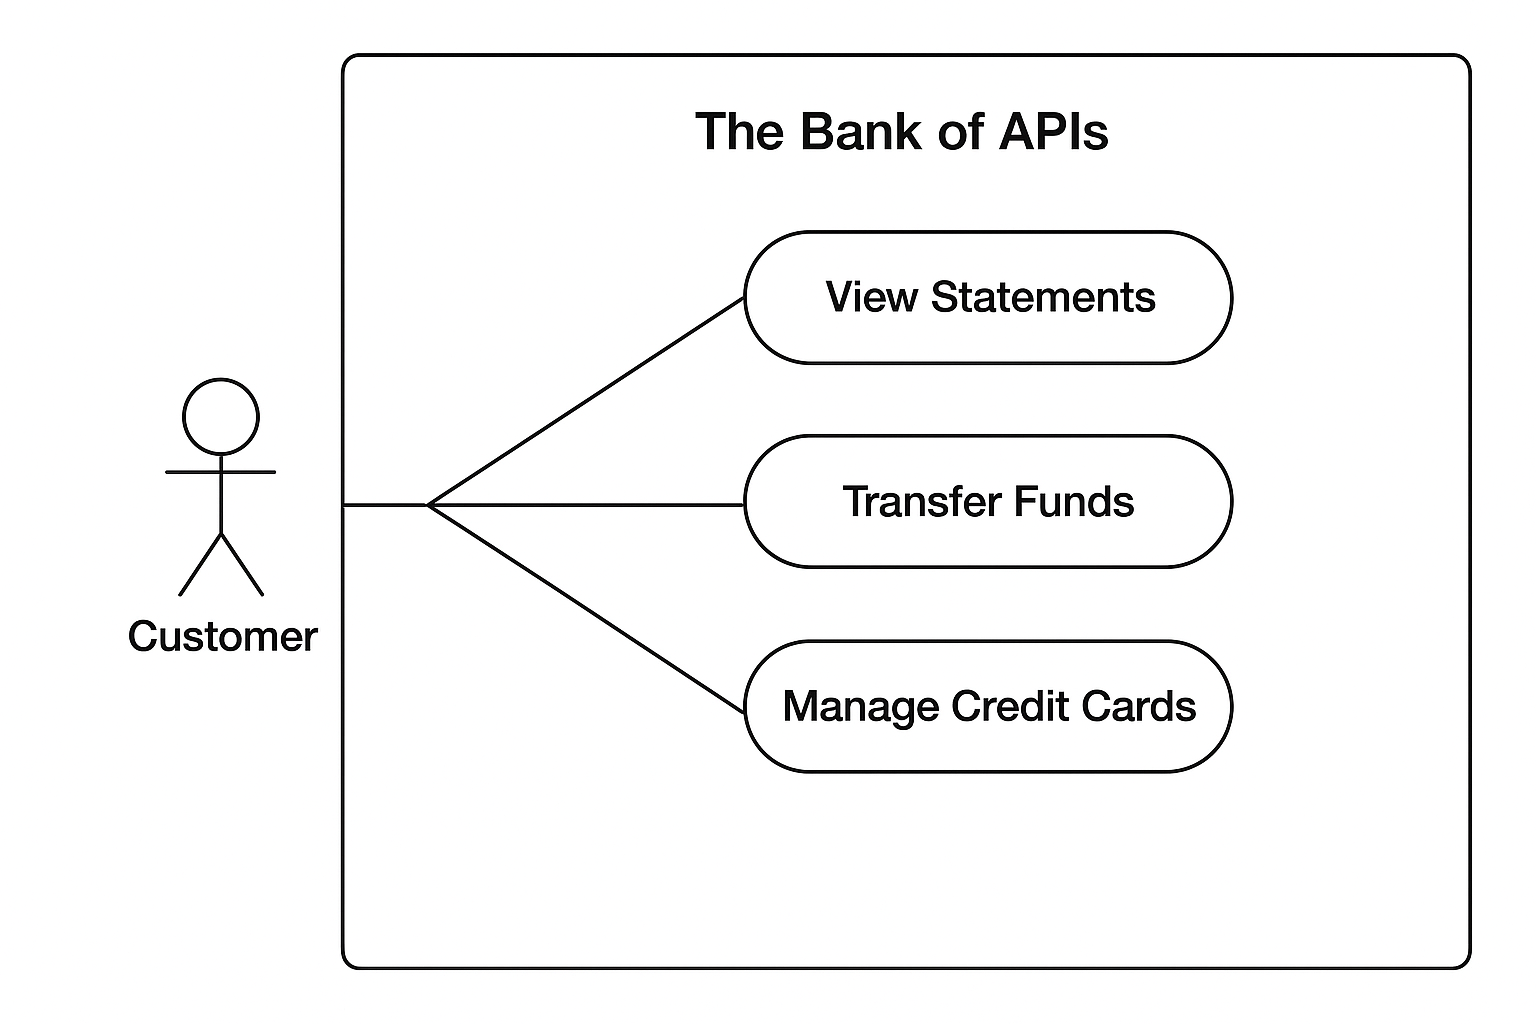 The Bank of APIs
View Statements
Transfer Funds
Customer
Manage Credit Cards